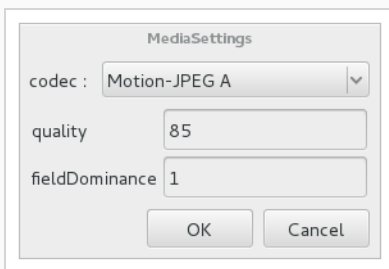 MediaSettings
codec : Motion-JPEG A
quality 85
fieldDominance 1
OK Cancel